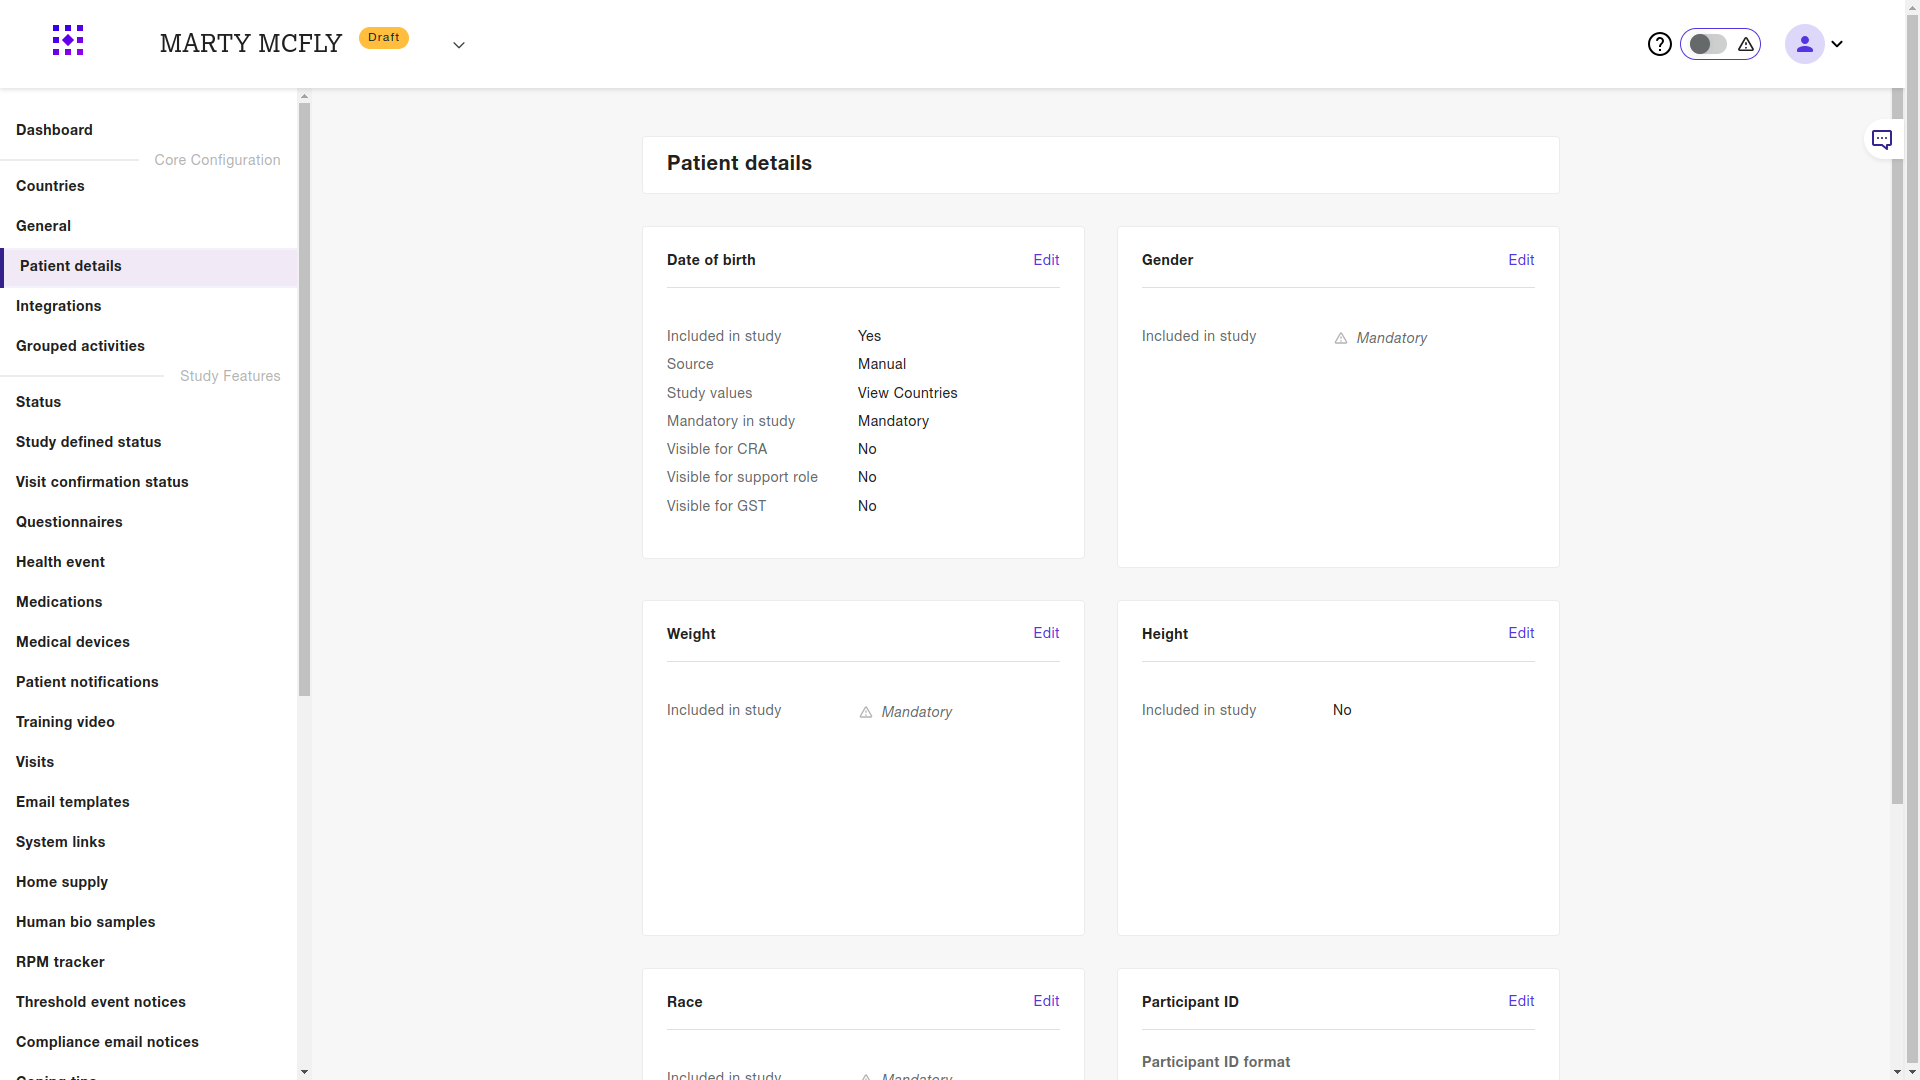 MARTY MCFLY
Draft
Dashboard
Core Configuration
Countries
General
Patient details
Integrations
Grouped activities
Study Features
Status
Study defined status
Visit confirmation status
Questionnaires
Health event
Medications
Medical devices
Patient notifications
Training video
Visits
Email templates
System links
Home supply
Human bio samples
RPM tracker
Threshold event notices
Compliance email notices
Patient details
Date of birth Edit
Included in study Yes
Source Manual
Study values View Countries
Mandatory in study Mandatory
Visible for CRA No
Visible for support role No
Visible for GST No
Gender Edit
Included in study Mandatory
Weight Edit
Included in study Mandatory
Height Edit
Included in study No
Race Edit
Included in study Mandatory
Participant ID Edit
Participant ID format